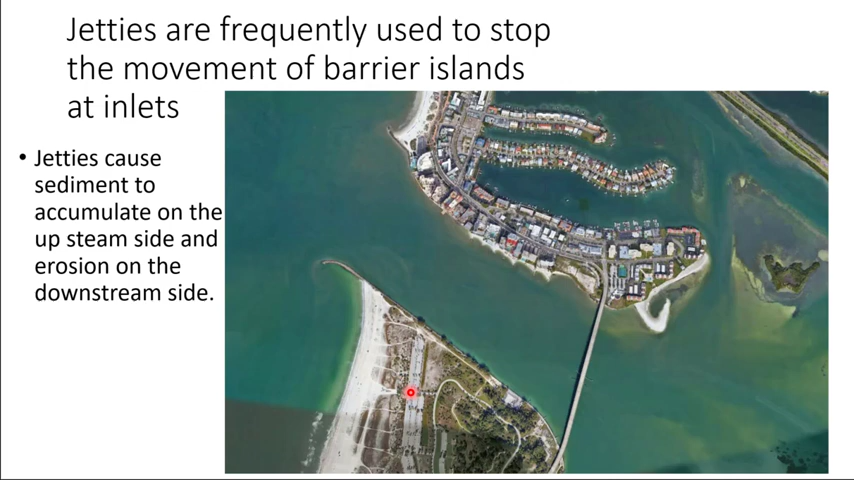 Jetties are frequently used to stop
the movement of barrier islands
at inlets
• Jetties cause
sediment to
accumulate on the
up steam side and
erosion on the
downstream side.